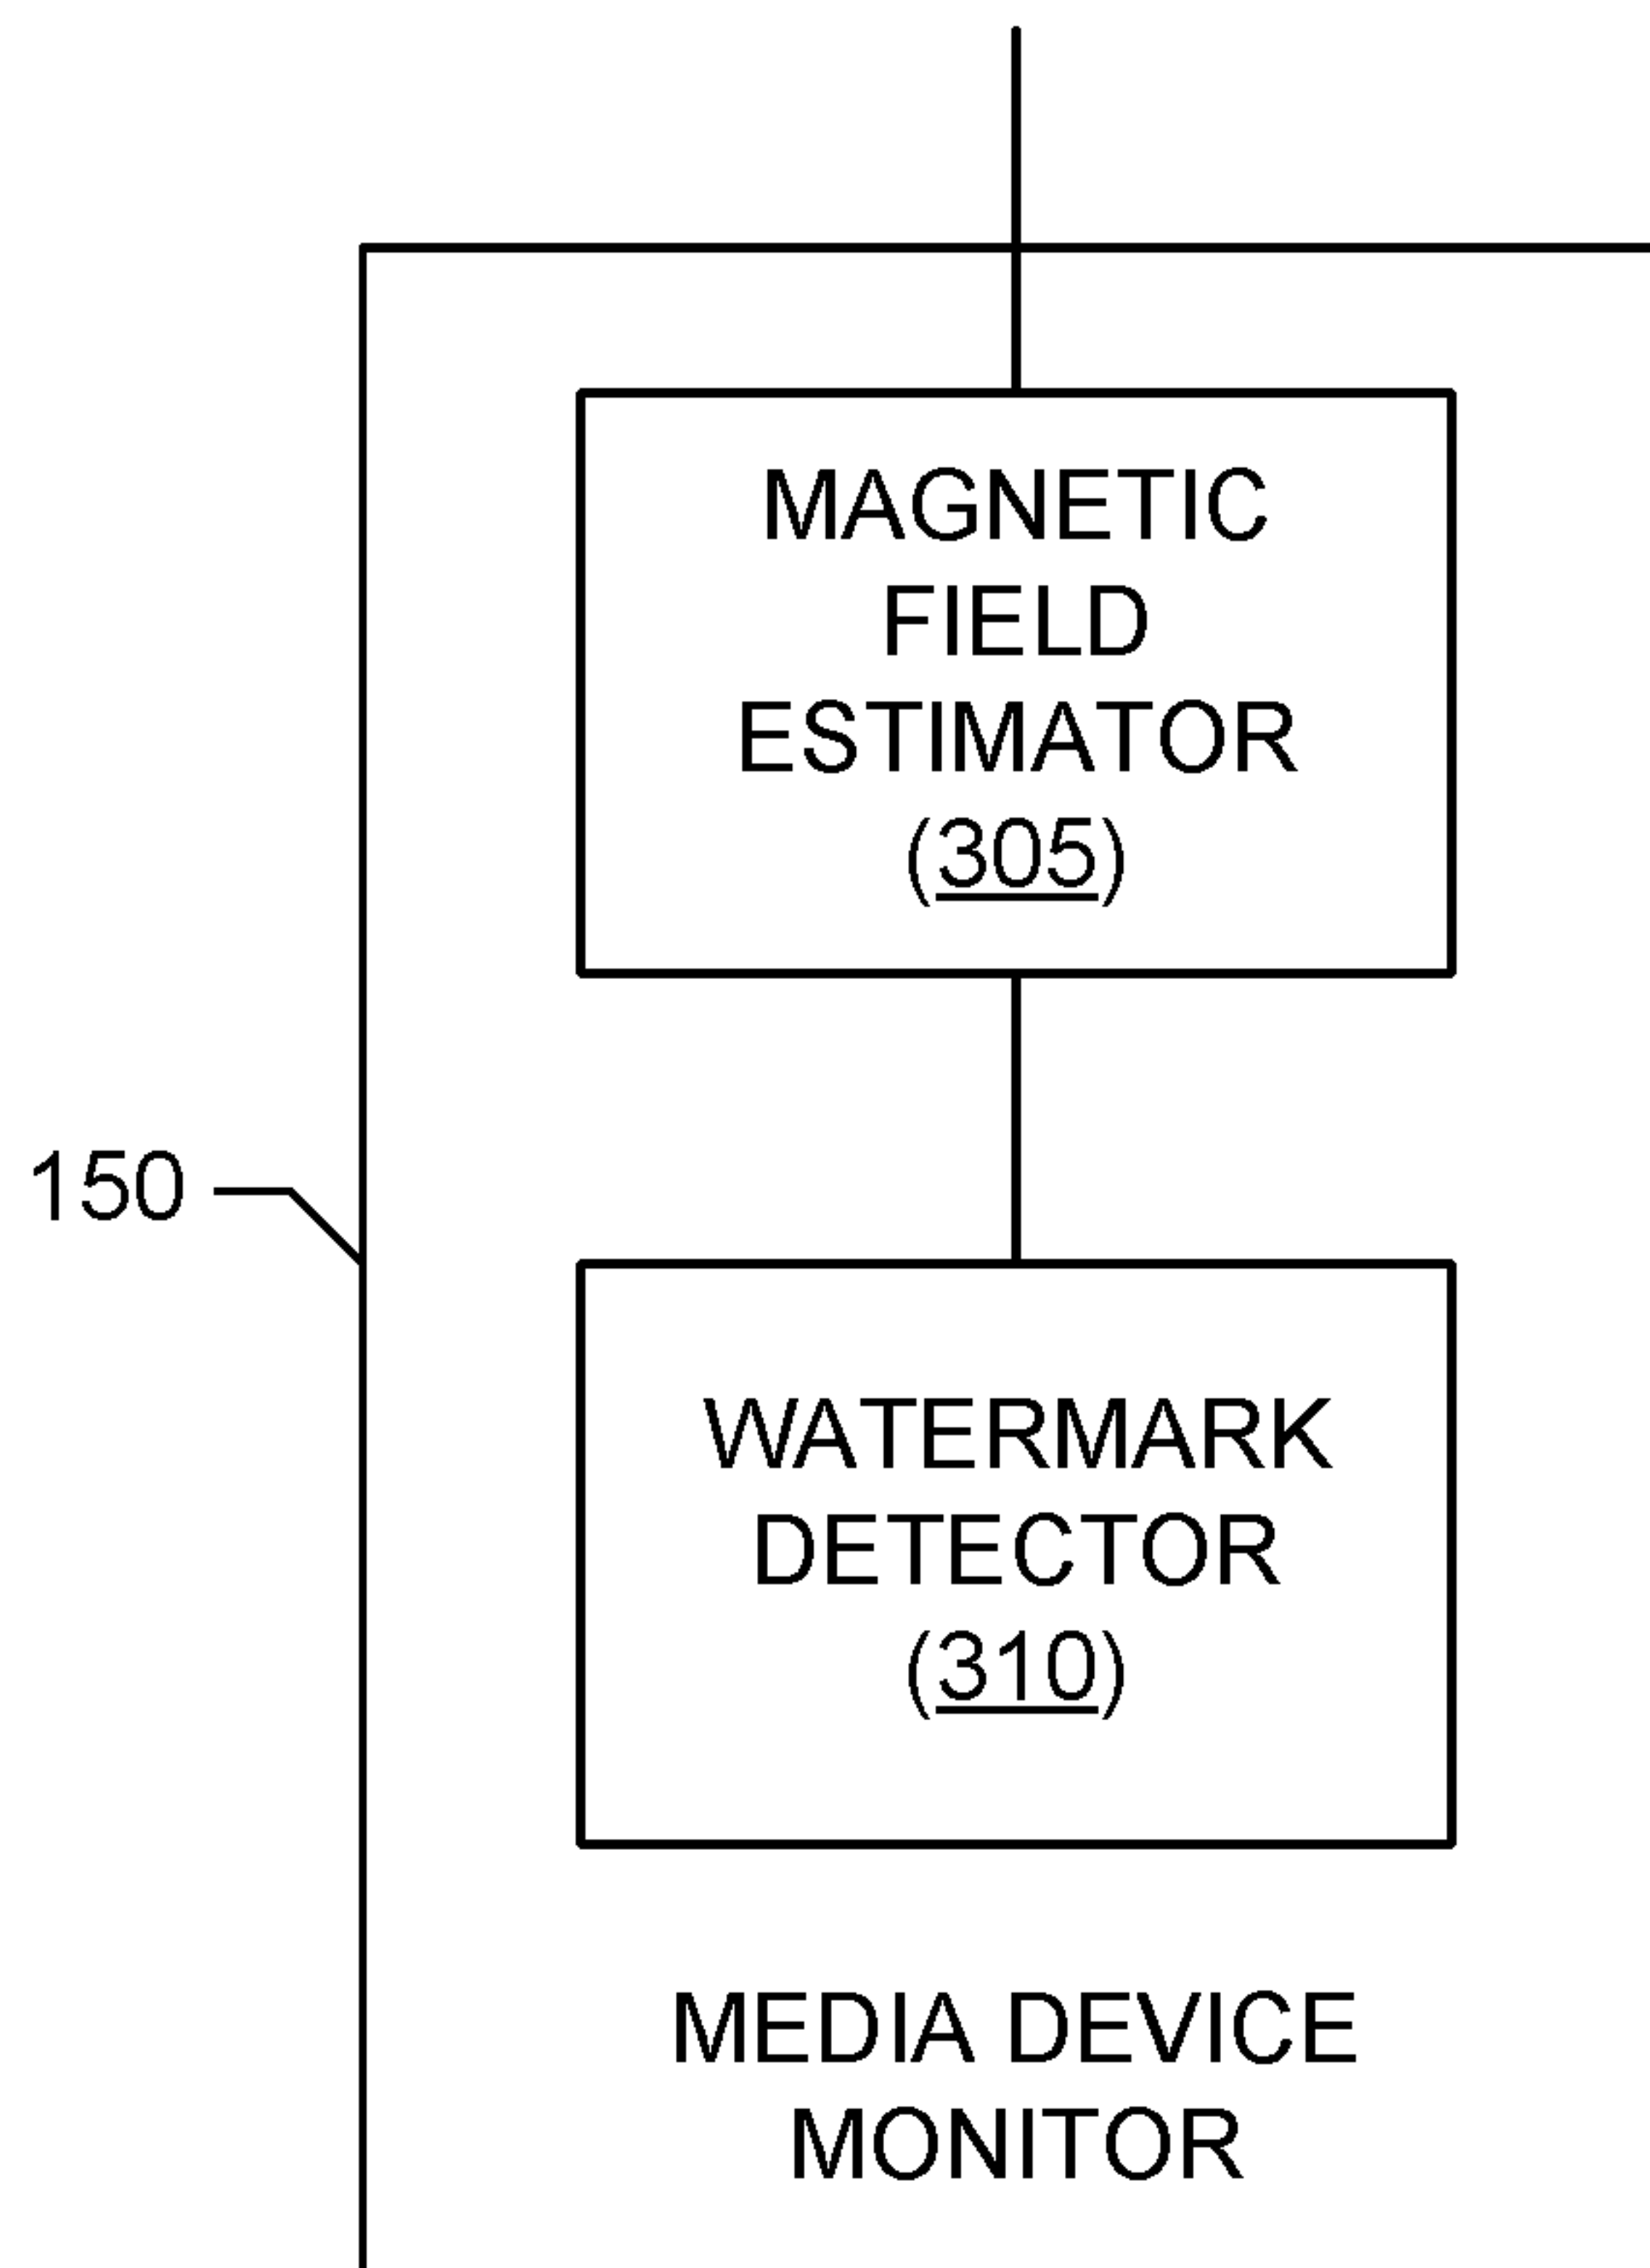 MAGNETIC
FIELD
ESTIMATOR
(305)
150
WATERMARK
DETECTOR
(310)
MEDIA DEVICE
MONITOR